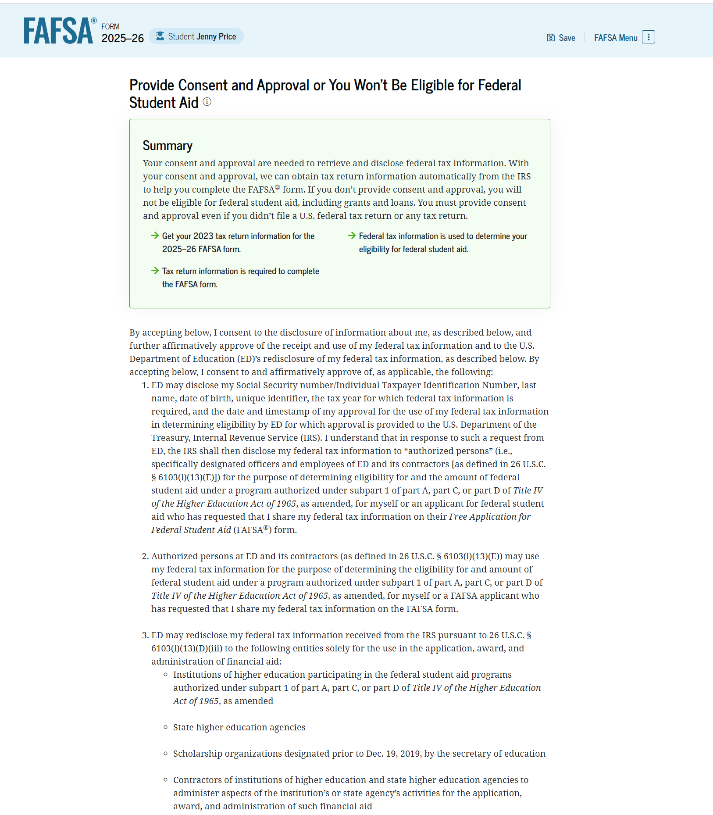 FAFSA® FORM
2025–26
Student Jenny Price
Save
FAFSA Menu
Provide Consent and Approval or You Won't Be Eligible for Federal
Student Aid
Summary
Your consent and approval are needed to retrieve and disclose federal tax information. With
your consent and approval, we can obtain tax return information automatically from the IRS
to help you complete the FAFSA® form. If you don't provide consent and approval, you will
not be eligible for federal student aid, including grants and loans. You must provide consent
and approval even if you didn't file a U.S. federal tax return or any tax return.
→ Get your 2023 tax return information for the
2025–26 FAFSA form.
→ Federal tax information is used to determine your
eligibility for federal student aid.
→ Tax return information is required to complete
the FAFSA form.
By accepting below, I consent to the disclosure of information about me, as described below, and
further affirmatively approve of the receipt and use of my federal tax information and to the U.S.
Department of Education (ED)'s redisclosure of my federal tax information, as described below. By
accepting below, I consent to and affirmatively approve of, as applicable, the following:
1. ED may disclose my Social Security number/Individual Taxpayer Identification Number, last
name, date of birth, unique identifier, the tax year for which federal tax information is
required, and the date and timestamp of my approval for the use of my federal tax information
in determining eligibility by ED for which approval is provided to the U.S. Department of the
Treasury, Internal Revenue Service (IRS). I understand that in response to such a request from
ED, the IRS shall then disclose my federal tax information to "authorized persons" (i.e.,
specifically designated officers and employees of ED and its contractors [as defined in 26 U.S.C.
§ 6103(l)(13)(E)]) for the purpose of determining eligibility for and the amount of federal
student aid under a program authorized under subpart 1 of part A, part C, or part D of Title IV
of the Higher Education Act of 1965, as amended, for myself or an applicant for federal student
aid who has requested that I share my federal tax information on their Free Application for
Federal Student Aid (FAFSA®) form.
2. Authorized persons at ED and its contractors (as defined in 26 U.S.C. § 6103(l)(13)(E)) may use
my federal tax information for the purpose of determining the eligibility for and amount of
federal student aid under a program authorized under subpart 1 of part A, part C, or part D of
Title IV of the Higher Education Act of 1965, as amended, for myself or a FAFSA applicant who
has requested that I share my federal tax information on the FAFSA form.
3. ED may redisclose my federal tax information received from the IRS pursuant to 26 U.S.C. §
6103(l)(13)(D)(iii) to the following entities solely for the use in the application, award, and
administration of financial aid:
Institutions of higher education participating in the federal student aid programs
authorized under subpart 1 of part A, part C, or part D of Title IV of the Higher Education
Act of 1965, as amended
State higher education agencies
Scholarship organizations designated prior to Dec. 19, 2019, by the secretary of education
Contractors of institutions of higher education and state higher education agencies to
administer aspects of the institution's or state agency's activities for the application,
award, and administration of such financial aid